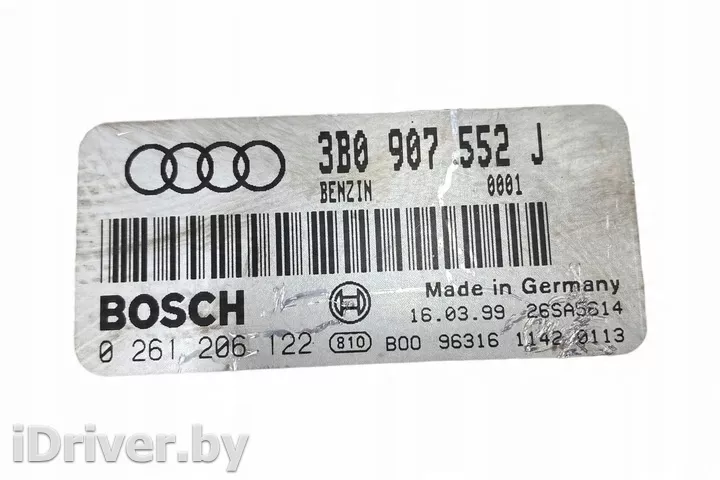 3B0 907 552 J
BENZIN 0001
BOSCH Made in Germany
16.03.99 26SA5614
0 261 206 122 810 B00 96316 1142 0113
iDriver.by